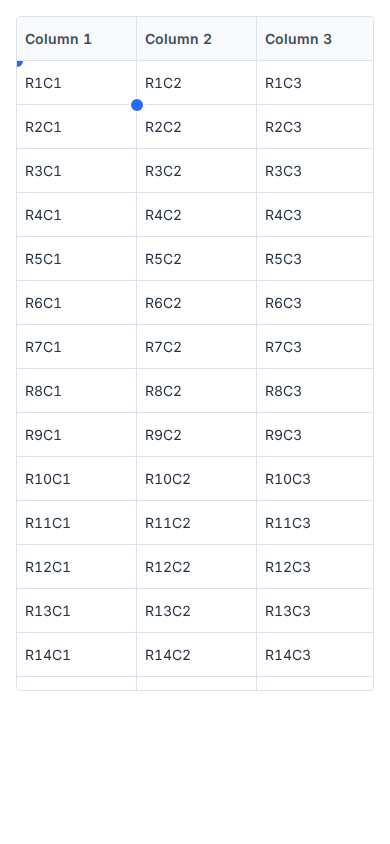 Column 1 Column 2 Column 3
R1C1 R1C2 R1C3
R2C1 R2C2 R2C3
R3C1 R3C2 R3C3
R4C1 R4C2 R4C3
R5C1 R5C2 R5C3
R6C1 R6C2 R6C3
R7C1 R7C2 R7C3
R8C1 R8C2 R8C3
R9C1 R9C2 R9C3
R10C1 R10C2 R10C3
R11C1 R11C2 R11C3
R12C1 R12C2 R12C3
R13C1 R13C2 R13C3
R14C1 R14C2 R14C3